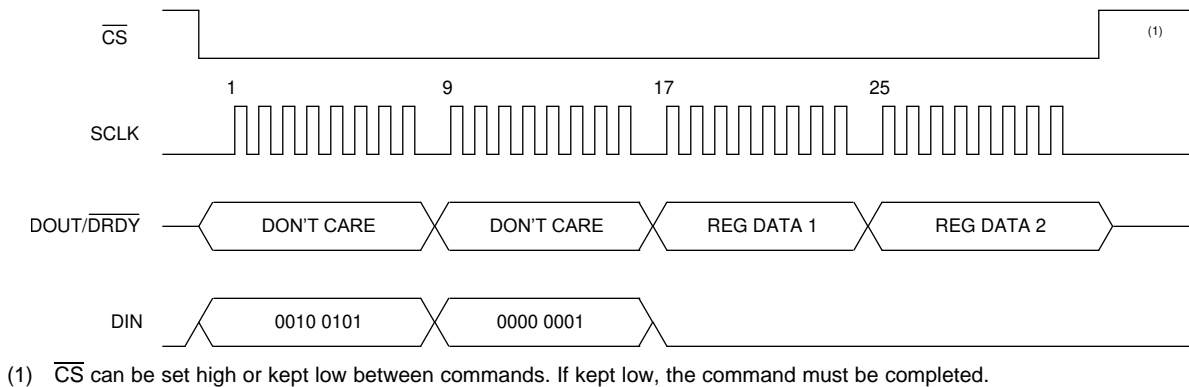 CS
(1)
1 9 17 25
SCLK
DOUT/DRDY DON'T CARE DON'T CARE REG DATA 1 REG DATA 2
DIN 0010 0101 0000 0001
(1) CS can be set high or kept low between commands. If kept low, the command must be completed.